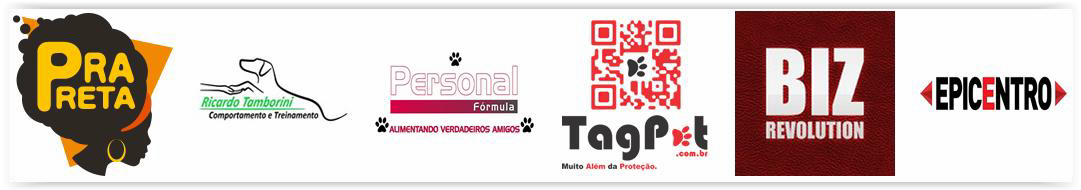 PRA
PRETA
Ricardo Tamborini
Comportamento e Treinamento
Personal
Fórmula
ALIMENTANDO VERDADEIROS AMIGOS
TagPet
.com.br
Muito Além da Proteção.
BIZ
REVOLUTION
EPICENTRO